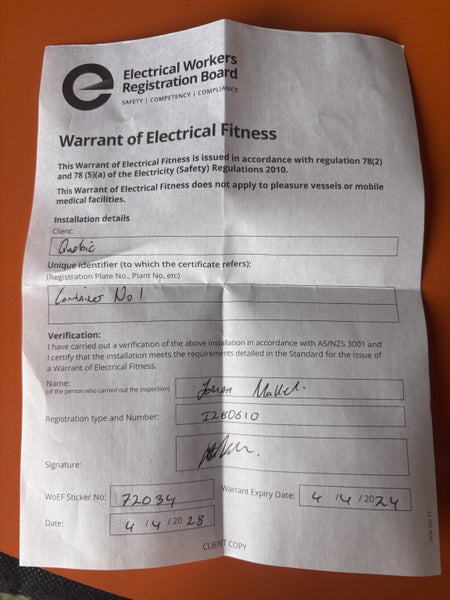 Electrical Workers
Registration Board
SAFETY | COMPETENCY | COMPLIANCE
Warrant of Electrical Fitness
This Warrant of Electrical Fitness is issued in accordance with regulation 78(2)
and 78 (5)(a) of the Electricity (Safety) Regulations 2010.
This Warrant of Electrical Fitness does not apply to pleasure vessels or mobile
medical facilities.
Installation details
Client:
Unique identifier (to which the certificate refers):
(Registration Plate No., Plant No, etc)
Container No 1
Verification:
I have carried out a verification of the above installation in accordance with AS/NZS 3001 and
I certify that the installation meets the requirements detailed in the Standard for the issue of
a Warrant of Electrical Fitness.
Name:
(of the person who carried out the inspection)
Registration type and Number: I280610
Signature:
WoEF Sticker No: 72034 Warrant Expiry Date: 4 / 4 / 2024
Date: 4 / 4 / 2028
CLIENT COPY